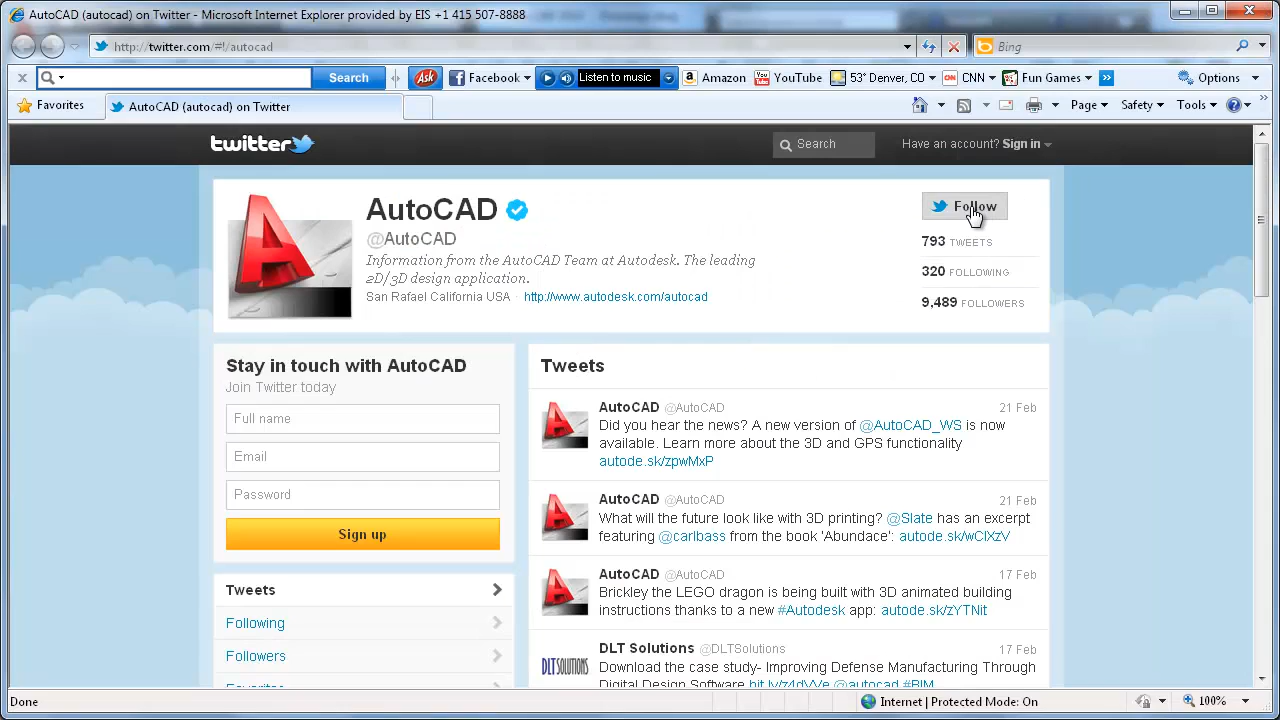 AutoCAD (autocad) on Twitter - Microsoft Internet Explorer provided by EIS +1 415 507-8888
http://twitter.com/#!/autocad
Bing
Search
Ask
Facebook
Listen to music
Amazon
YouTube
53° Denver, CO
CNN
Fun Games
Options
Favorites
AutoCAD (autocad) on Twitter
Page
Safety
Tools
twitter
Search
Have an account? Sign in
AutoCAD
@AutoCAD
Information from the AutoCAD Team at Autodesk. The leading
2D/3D design application.
San Rafael California USA · http://www.autodesk.com/autocad
Follow
793 TWEETS
320 FOLLOWING
9,489 FOLLOWERS
Stay in touch with AutoCAD
Join Twitter today
Full name
Email
Password
Sign up
Tweets
Following
Followers
Tweets
AutoCAD @AutoCAD 21 Feb
Did you hear the news? A new version of @AutoCAD_WS is now
available. Learn more about the 3D and GPS functionality
autode.sk/zpwMxP
AutoCAD @AutoCAD 21 Feb
What will the future look like with 3D printing? @Slate has an excerpt
featuring @carlbass from the book 'Abundace': autode.sk/wCIXzV
AutoCAD @AutoCAD 17 Feb
Brickley the LEGO dragon is being built with 3D animated building
instructions thanks to a new #Autodesk app: autode.sk/zYTNit
DLT SOLUTIONS
DLT Solutions @DLTSolutions 17 Feb
Download the case study- Improving Defense Manufacturing Through
Digital Design Software @autocad #BIM
Done
Internet | Protected Mode: On
100%